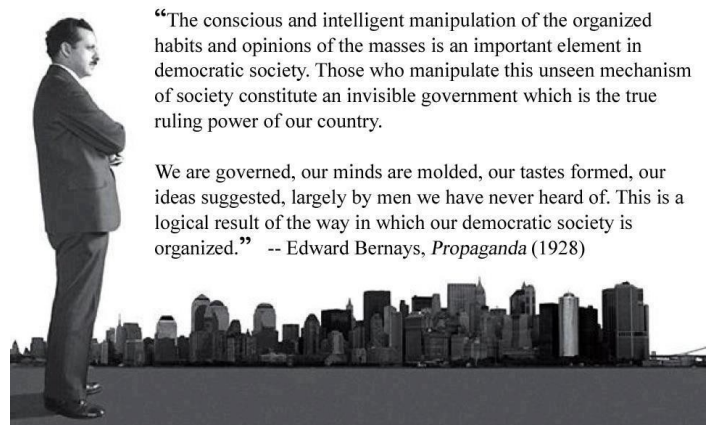 “The conscious and intelligent manipulation of the organized
habits and opinions of the masses is an important element in
democratic society. Those who manipulate this unseen mechanism
of society constitute an invisible government which is the true
ruling power of our country.
We are governed, our minds are molded, our tastes formed, our
ideas suggested, largely by men we have never heard of. This is a
logical result of the way in which our democratic society is
organized.” -- Edward Bernays, Propaganda (1928)